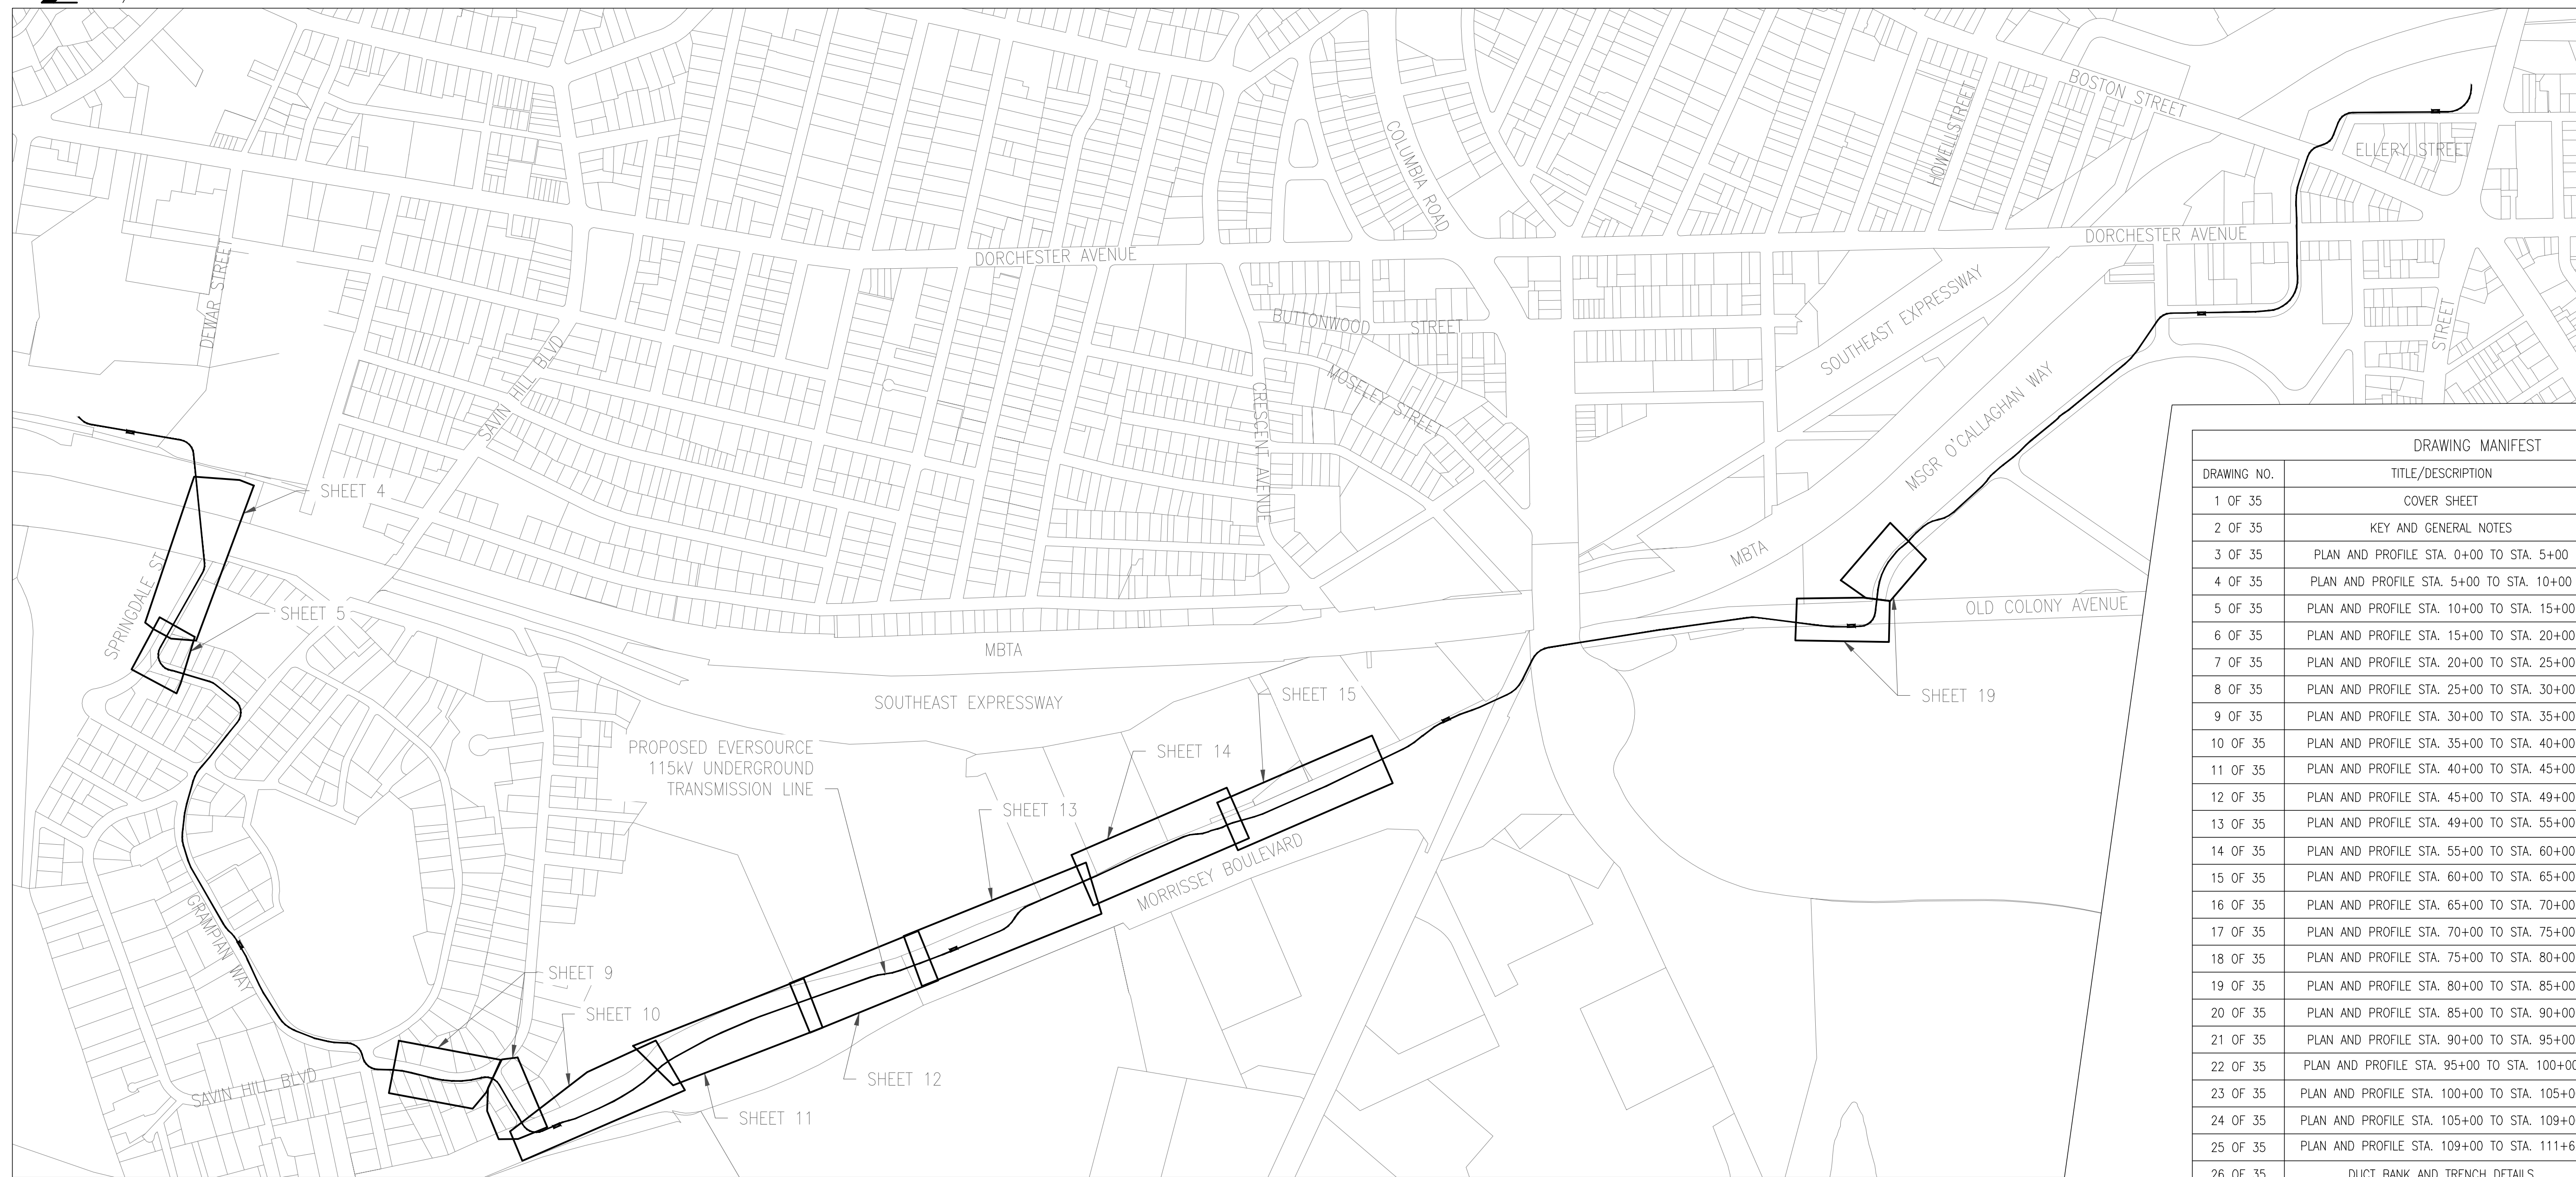 BOSTON STREET
HOWELL STREET
COLUMBIA ROAD
ELLERY STREET
DORCHESTER AVENUE
DORCHESTER AVENUE
DEWAR STREET
SAVIN HILL BLVD
BUTTONWOOD STREET
MOSELEY STREET
CRESCENT AVENUE
SOUTHEAST EXPRESSWAY
MSGR O'CALLAGHAN WAY
STREET
SHEET 4
SPRINGDALE ST
SHEET 5
MBTA
MBTA
OLD COLONY AVENUE
SOUTHEAST EXPRESSWAY
SHEET 15
SHEET 19
PROPOSED EVERSOURCE
115kV UNDERGROUND
TRANSMISSION LINE
SHEET 14
SHEET 13
MORRISSEY BOULEVARD
GRAMPIAN WAY
SHEET 9
SHEET 10
SHEET 12
SHEET 11
SAVIN HILL BLVD
DRAWING MANIFEST
DRAWING NO. TITLE/DESCRIPTION
1 OF 35 COVER SHEET
2 OF 35 KEY AND GENERAL NOTES
3 OF 35 PLAN AND PROFILE STA. 0+00 TO STA. 5+00
4 OF 35 PLAN AND PROFILE STA. 5+00 TO STA. 10+00
5 OF 35 PLAN AND PROFILE STA. 10+00 TO STA. 15+00
6 OF 35 PLAN AND PROFILE STA. 15+00 TO STA. 20+00
7 OF 35 PLAN AND PROFILE STA. 20+00 TO STA. 25+00
8 OF 35 PLAN AND PROFILE STA. 25+00 TO STA. 30+00
9 OF 35 PLAN AND PROFILE STA. 30+00 TO STA. 35+00
10 OF 35 PLAN AND PROFILE STA. 35+00 TO STA. 40+00
11 OF 35 PLAN AND PROFILE STA. 40+00 TO STA. 45+00
12 OF 35 PLAN AND PROFILE STA. 45+00 TO STA. 49+00
13 OF 35 PLAN AND PROFILE STA. 49+00 TO STA. 55+00
14 OF 35 PLAN AND PROFILE STA. 55+00 TO STA. 60+00
15 OF 35 PLAN AND PROFILE STA. 60+00 TO STA. 65+00
16 OF 35 PLAN AND PROFILE STA. 65+00 TO STA. 70+00
17 OF 35 PLAN AND PROFILE STA. 70+00 TO STA. 75+00
18 OF 35 PLAN AND PROFILE STA. 75+00 TO STA. 80+00
19 OF 35 PLAN AND PROFILE STA. 80+00 TO STA. 85+00
20 OF 35 PLAN AND PROFILE STA. 85+00 TO STA. 90+00
21 OF 35 PLAN AND PROFILE STA. 90+00 TO STA. 95+00
22 OF 35 PLAN AND PROFILE STA. 95+00 TO STA. 100+00
23 OF 35 PLAN AND PROFILE STA. 100+00 TO STA. 105+0
24 OF 35 PLAN AND PROFILE STA. 105+00 TO STA. 109+0
25 OF 35 PLAN AND PROFILE STA. 109+00 TO STA. 111+6
26 OF 35 DUCT BANK AND TRENCH DETAILS